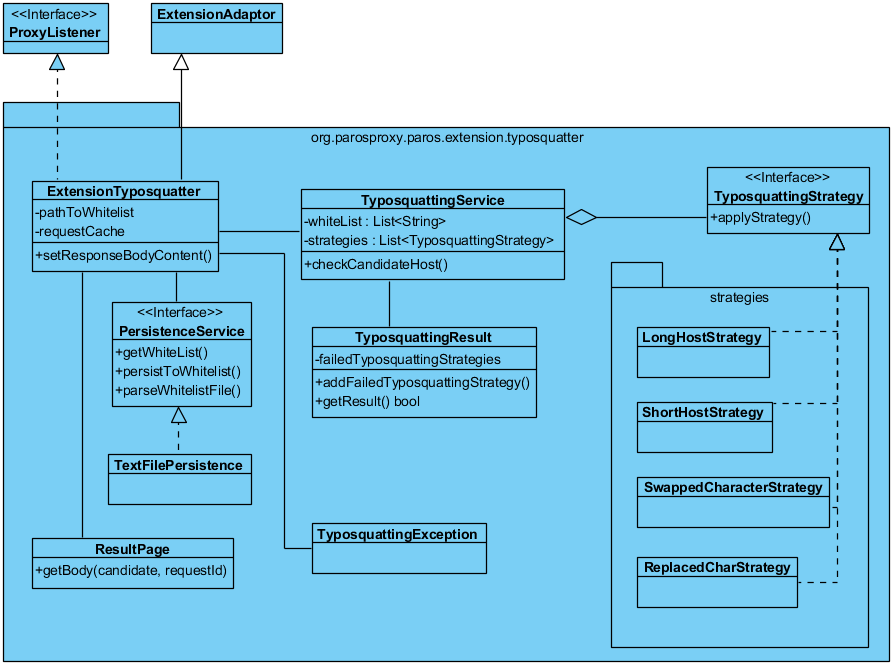 <<Interface>>
ProxyListener
ExtensionAdaptor
org.parosproxy.paros.extension.typosquatter
ExtensionTyposquatter
-pathToWhitelist
-requestCache
+setResponseBodyContent()
TyposquattingService
-whiteList : List<String>
-strategies : List<TyposquattingStrategy>
+checkCandidateHost()
<<Interface>>
TyposquattingStrategy
+applyStrategy()
<<Interface>>
PersistenceService
+getWhiteList()
+persistToWhitelist()
+parseWhitelistFile()
TyposquattingResult
-failedTyposquattingStrategies
+addFailedTyposquattingStrategy()
+getResult() bool
strategies
LongHostStrategy
ShortHostStrategy
SwappedCharacterStrategy
ReplacedCharStrategy
TextFilePersistence
TyposquattingException
ResultPage
+getBody(candidate, requestId)